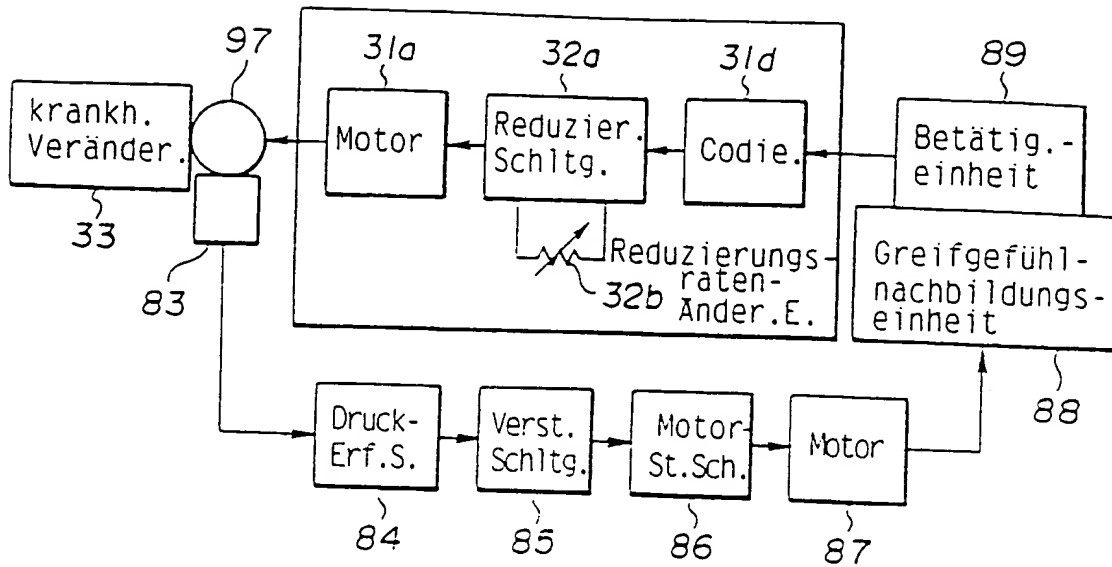 97
31a
32a
31d
89
krankh.
Veränder.
Motor
Reduzier.
Schltg.
Codie.
Betätig.-
einheit
33
83
32b
Reduzierungs-
raten-
Änder.E.
Greifgefühl-
nachbildungs-
einheit
88
Druck-
Erf.S.
Verst.
Schltg.
Motor-
St.Sch.
Motor
84
85
86
87